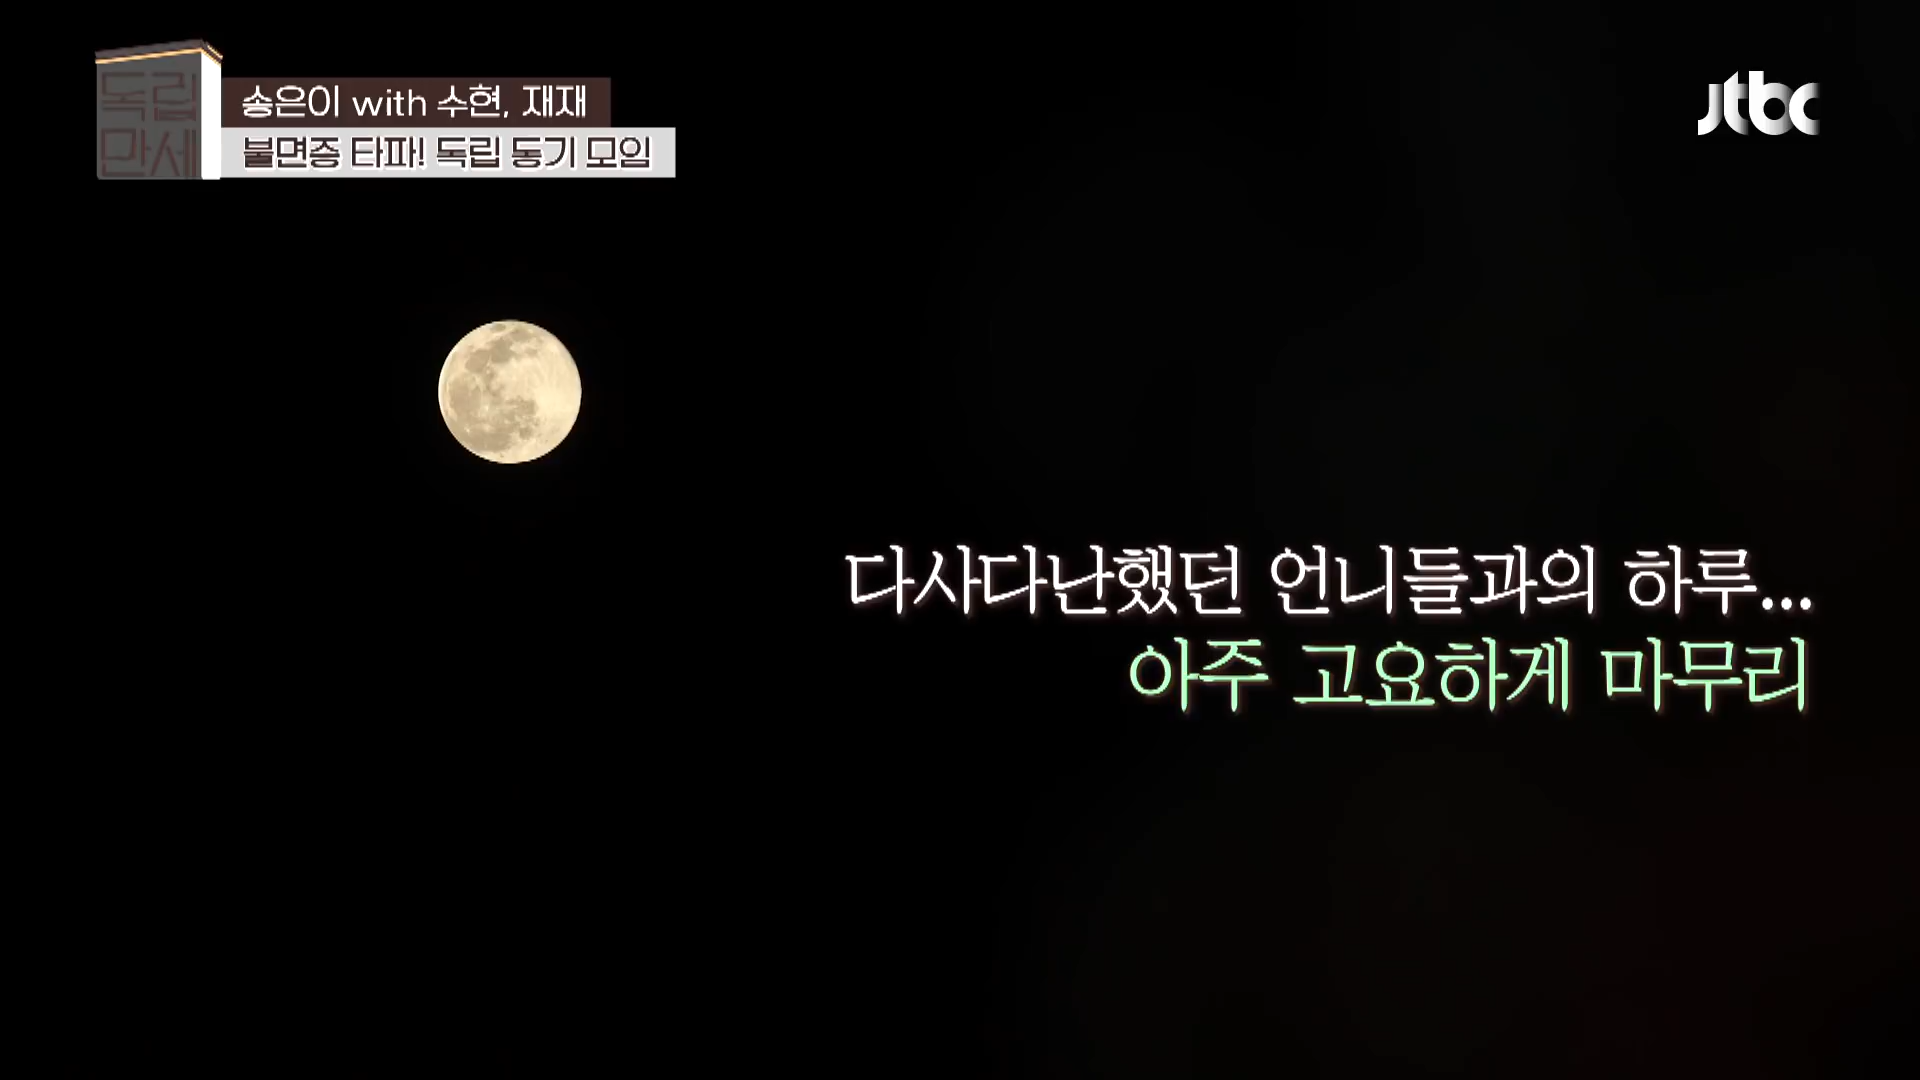 독립
만세
송은이 with 수현, 재재
불면증 타파! 독립 동기 모임
jtbc
다사다난했던 언니들과의 하루...
아주 고요하게 마무리